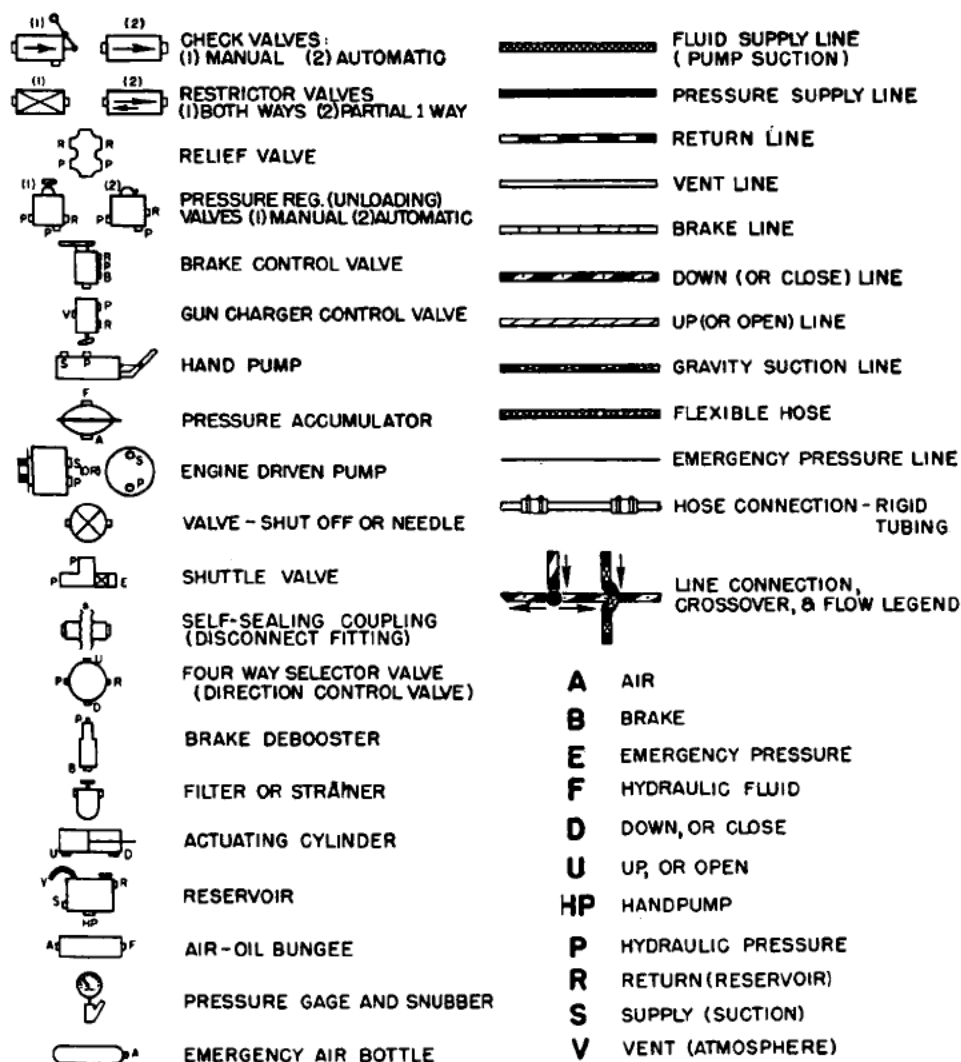 (1) (2)
CHECK VALVES:
(1) MANUAL (2) AUTOMATIC
(1) (2)
RESTRICTOR VALVES
(1)BOTH WAYS (2)PARTIAL 1 WAY
R R
P P
RELIEF VALVE
(1) (2)
PRESSURE REG. (UNLOADING)
VALVES (1) MANUAL (2)AUTOMATIC
P R P R
P P
R
P
B
BRAKE CONTROL VALVE
V P
R
GUN CHARGER CONTROL VALVE
S P
HAND PUMP
F
A
PRESSURE ACCUMULATOR
S
(OR)
P
S
P
ENGINE DRIVEN PUMP
VALVE - SHUT OFF OR NEEDLE
P
P E
SHUTTLE VALVE
SELF-SEALING COUPLING
(DISCONNECT FITTING)
U
P R
D
FOUR WAY SELECTOR VALVE
(DIRECTION CONTROL VALVE)
P
B
BRAKE DEBOOSTER
FILTER OR STRAINER
U D
ACTUATING CYLINDER
V R
S
HP
RESERVOIR
A F
AIR-OIL BUNGEE
PRESSURE GAGE AND SNUBBER
A
EMERGENCY AIR BOTTLE
FLUID SUPPLY LINE
(PUMP SUCTION)
PRESSURE SUPPLY LINE
RETURN LINE
VENT LINE
BRAKE LINE
DOWN (OR CLOSE) LINE
UP(OR OPEN) LINE
GRAVITY SUCTION LINE
FLEXIBLE HOSE
EMERGENCY PRESSURE LINE
HOSE CONNECTION - RIGID
TUBING
LINE CONNECTION,
CROSSOVER, & FLOW LEGEND
A AIR
B BRAKE
E EMERGENCY PRESSURE
F HYDRAULIC FLUID
D DOWN, OR CLOSE
U UP, OR OPEN
HP HANDPUMP
P HYDRAULIC PRESSURE
R RETURN (RESERVOIR)
S SUPPLY (SUCTION)
V VENT (ATMOSPHERE)